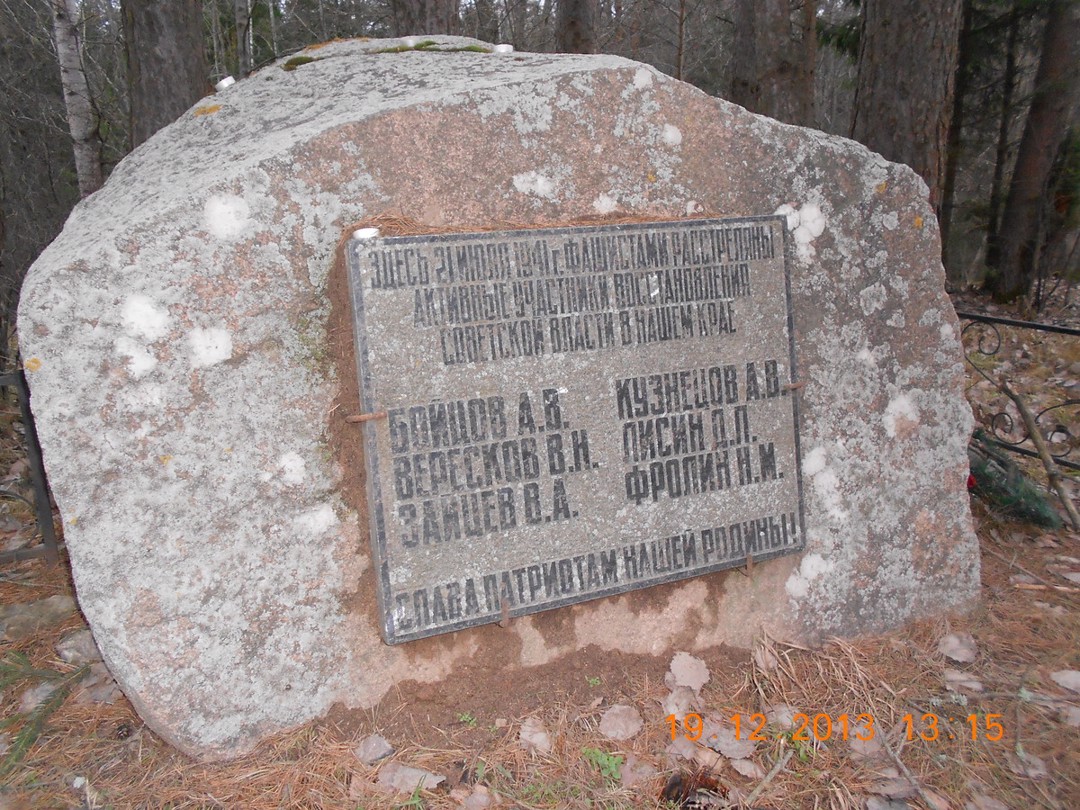 ЗДЕСЬ 21 ИЮЛЯ 1941 г. ФАШИСТАМИ РАССТРЕЛЯНЫ
АКТИВНЫЕ УЧАСТНИКИ ВОССТАНОВЛЕНИЯ
СОВЕТСКОЙ ВЛАСТИ В НАШЕМ КРАЕ
БОЙЦОВ А.В.
ВЕРЕСКОВ В.Н.
ЗАЙЦЕВ В.А.
КУЗНЕЦОВ А.В.
ЛИСИН Д.П.
ФРОЛИН Н.М.
СЛАВА ПАТРИОТАМ НАШЕЙ РОДИНЫ!
19.12.2013 13:15